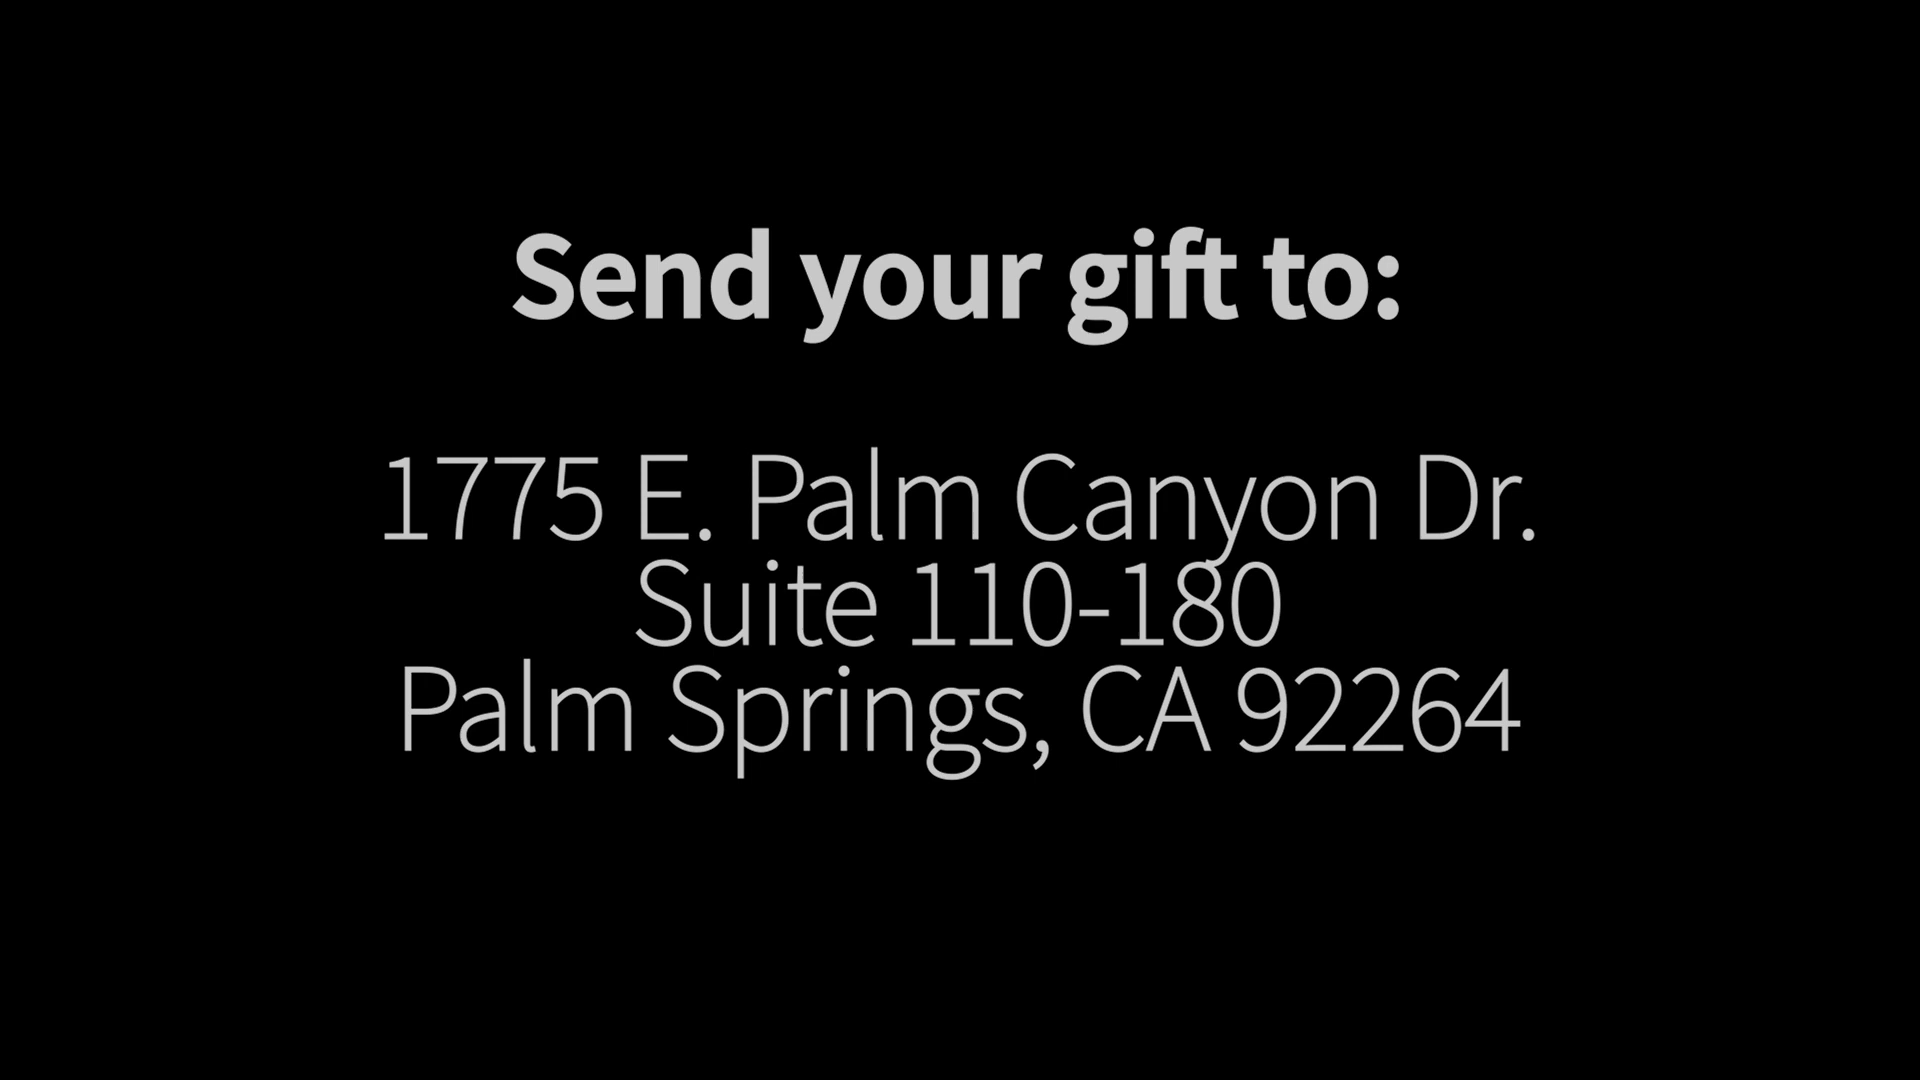 Send your gift to:
1775 E. Palm Canyon Dr.
Suite 110-180
Palm Springs, CA 92264